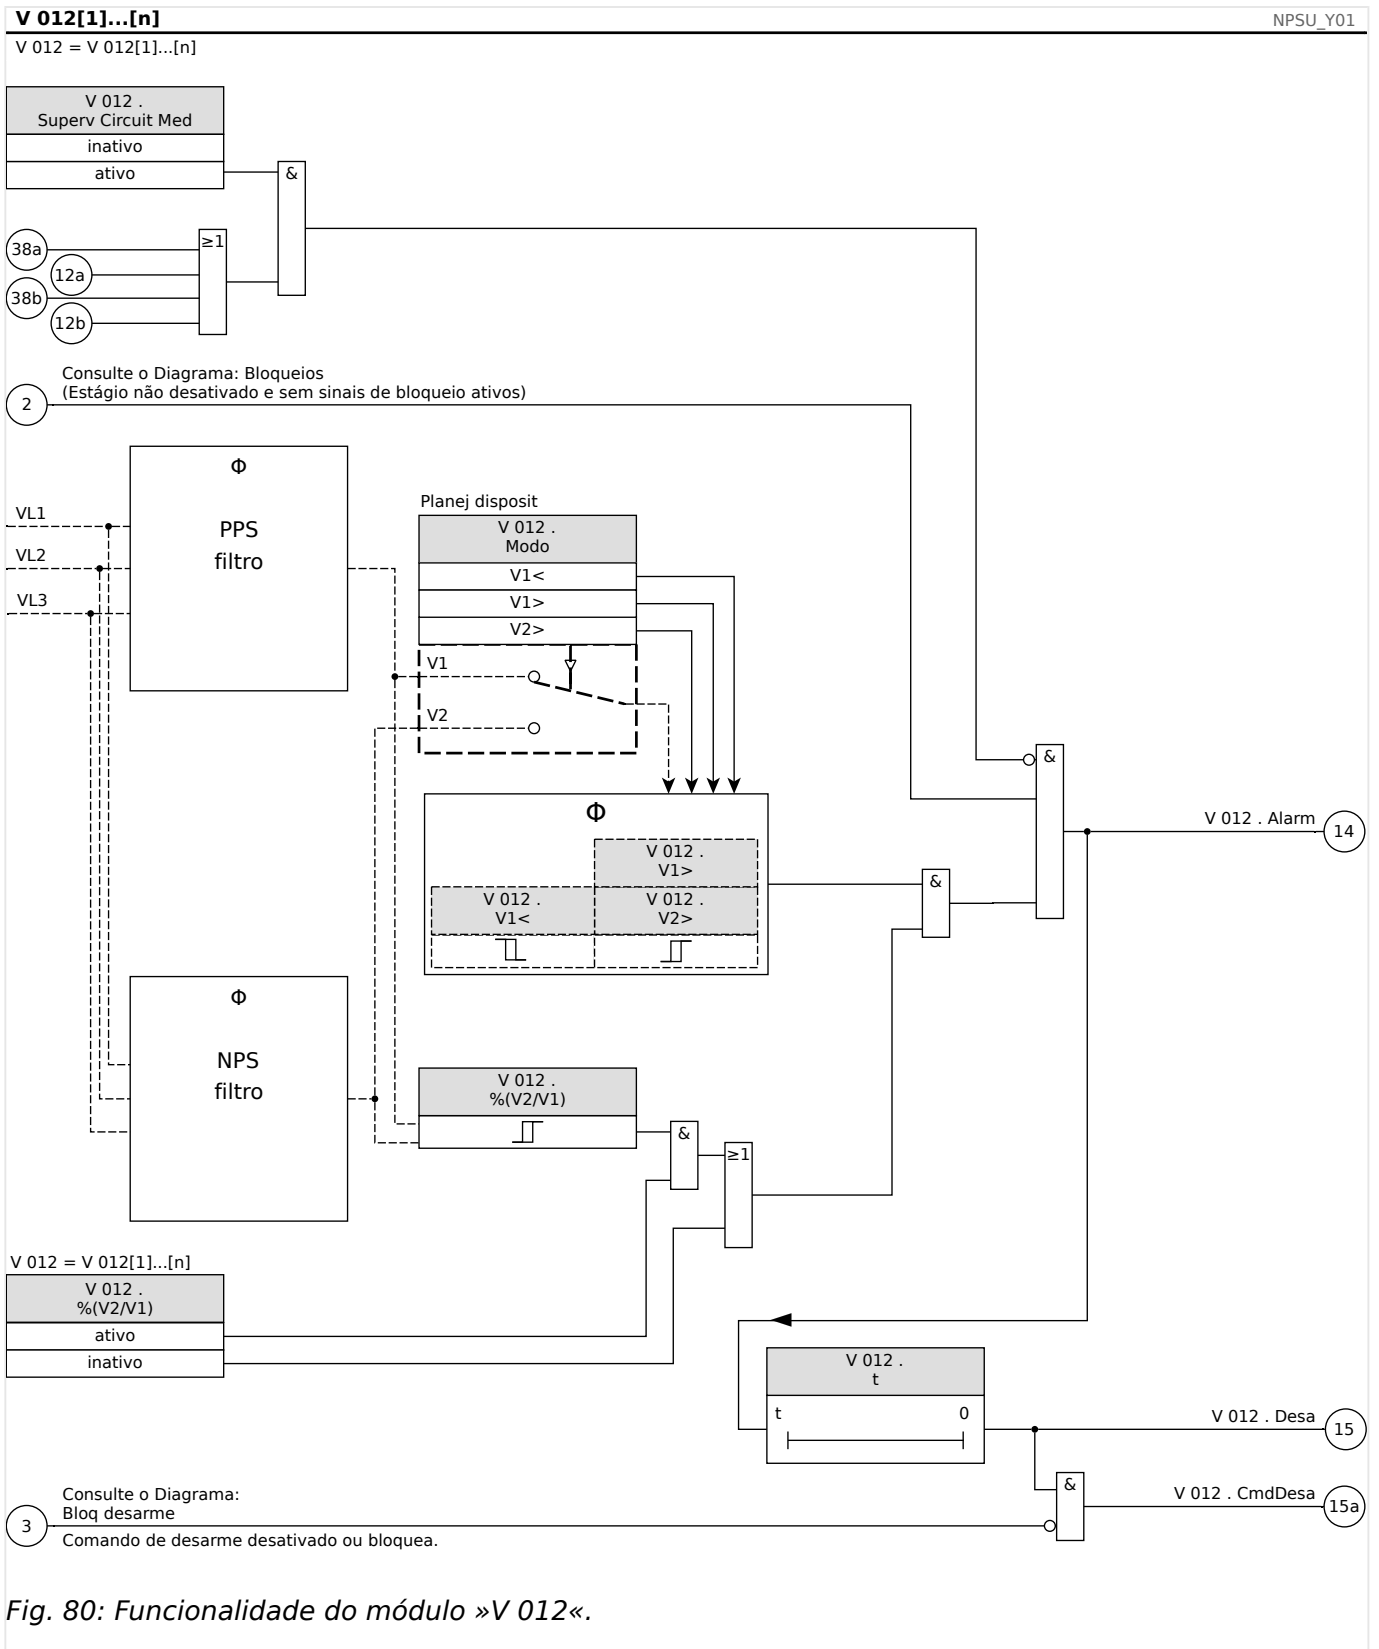 V 012[1]...[n]
NPSU_Y01
V 012 = V 012[1]...[n]
V 012 .
Superv Circuit Med
inativo
ativo
&
38a
≥1
12a
38b
12b
Consulte o Diagrama: Bloqueios
(Estágio não desativado e sem sinais de bloqueio ativos)
2
Φ
PPS
filtro
VL1
VL2
VL3
Planej disposit
V 012 .
Modo
V1<
V1>
V2>
V1
V2
&
Φ
V 012 .
V1>
V 012 .
V1<
V 012 .
V2>
V 012 . Alarm
14
&
Φ
NPS
filtro
V 012 .
%(V2/V1)
&
≥1
V 012 = V 012[1]...[n]
V 012 .
%(V2/V1)
ativo
inativo
V 012 .
t
t
0
V 012 . Desa
15
&
V 012 . CmdDesa
15a
Consulte o Diagrama:
Bloq desarme
3
Comando de desarme desativado ou bloquea.
Fig. 80: Funcionalidade do módulo »V 012«.